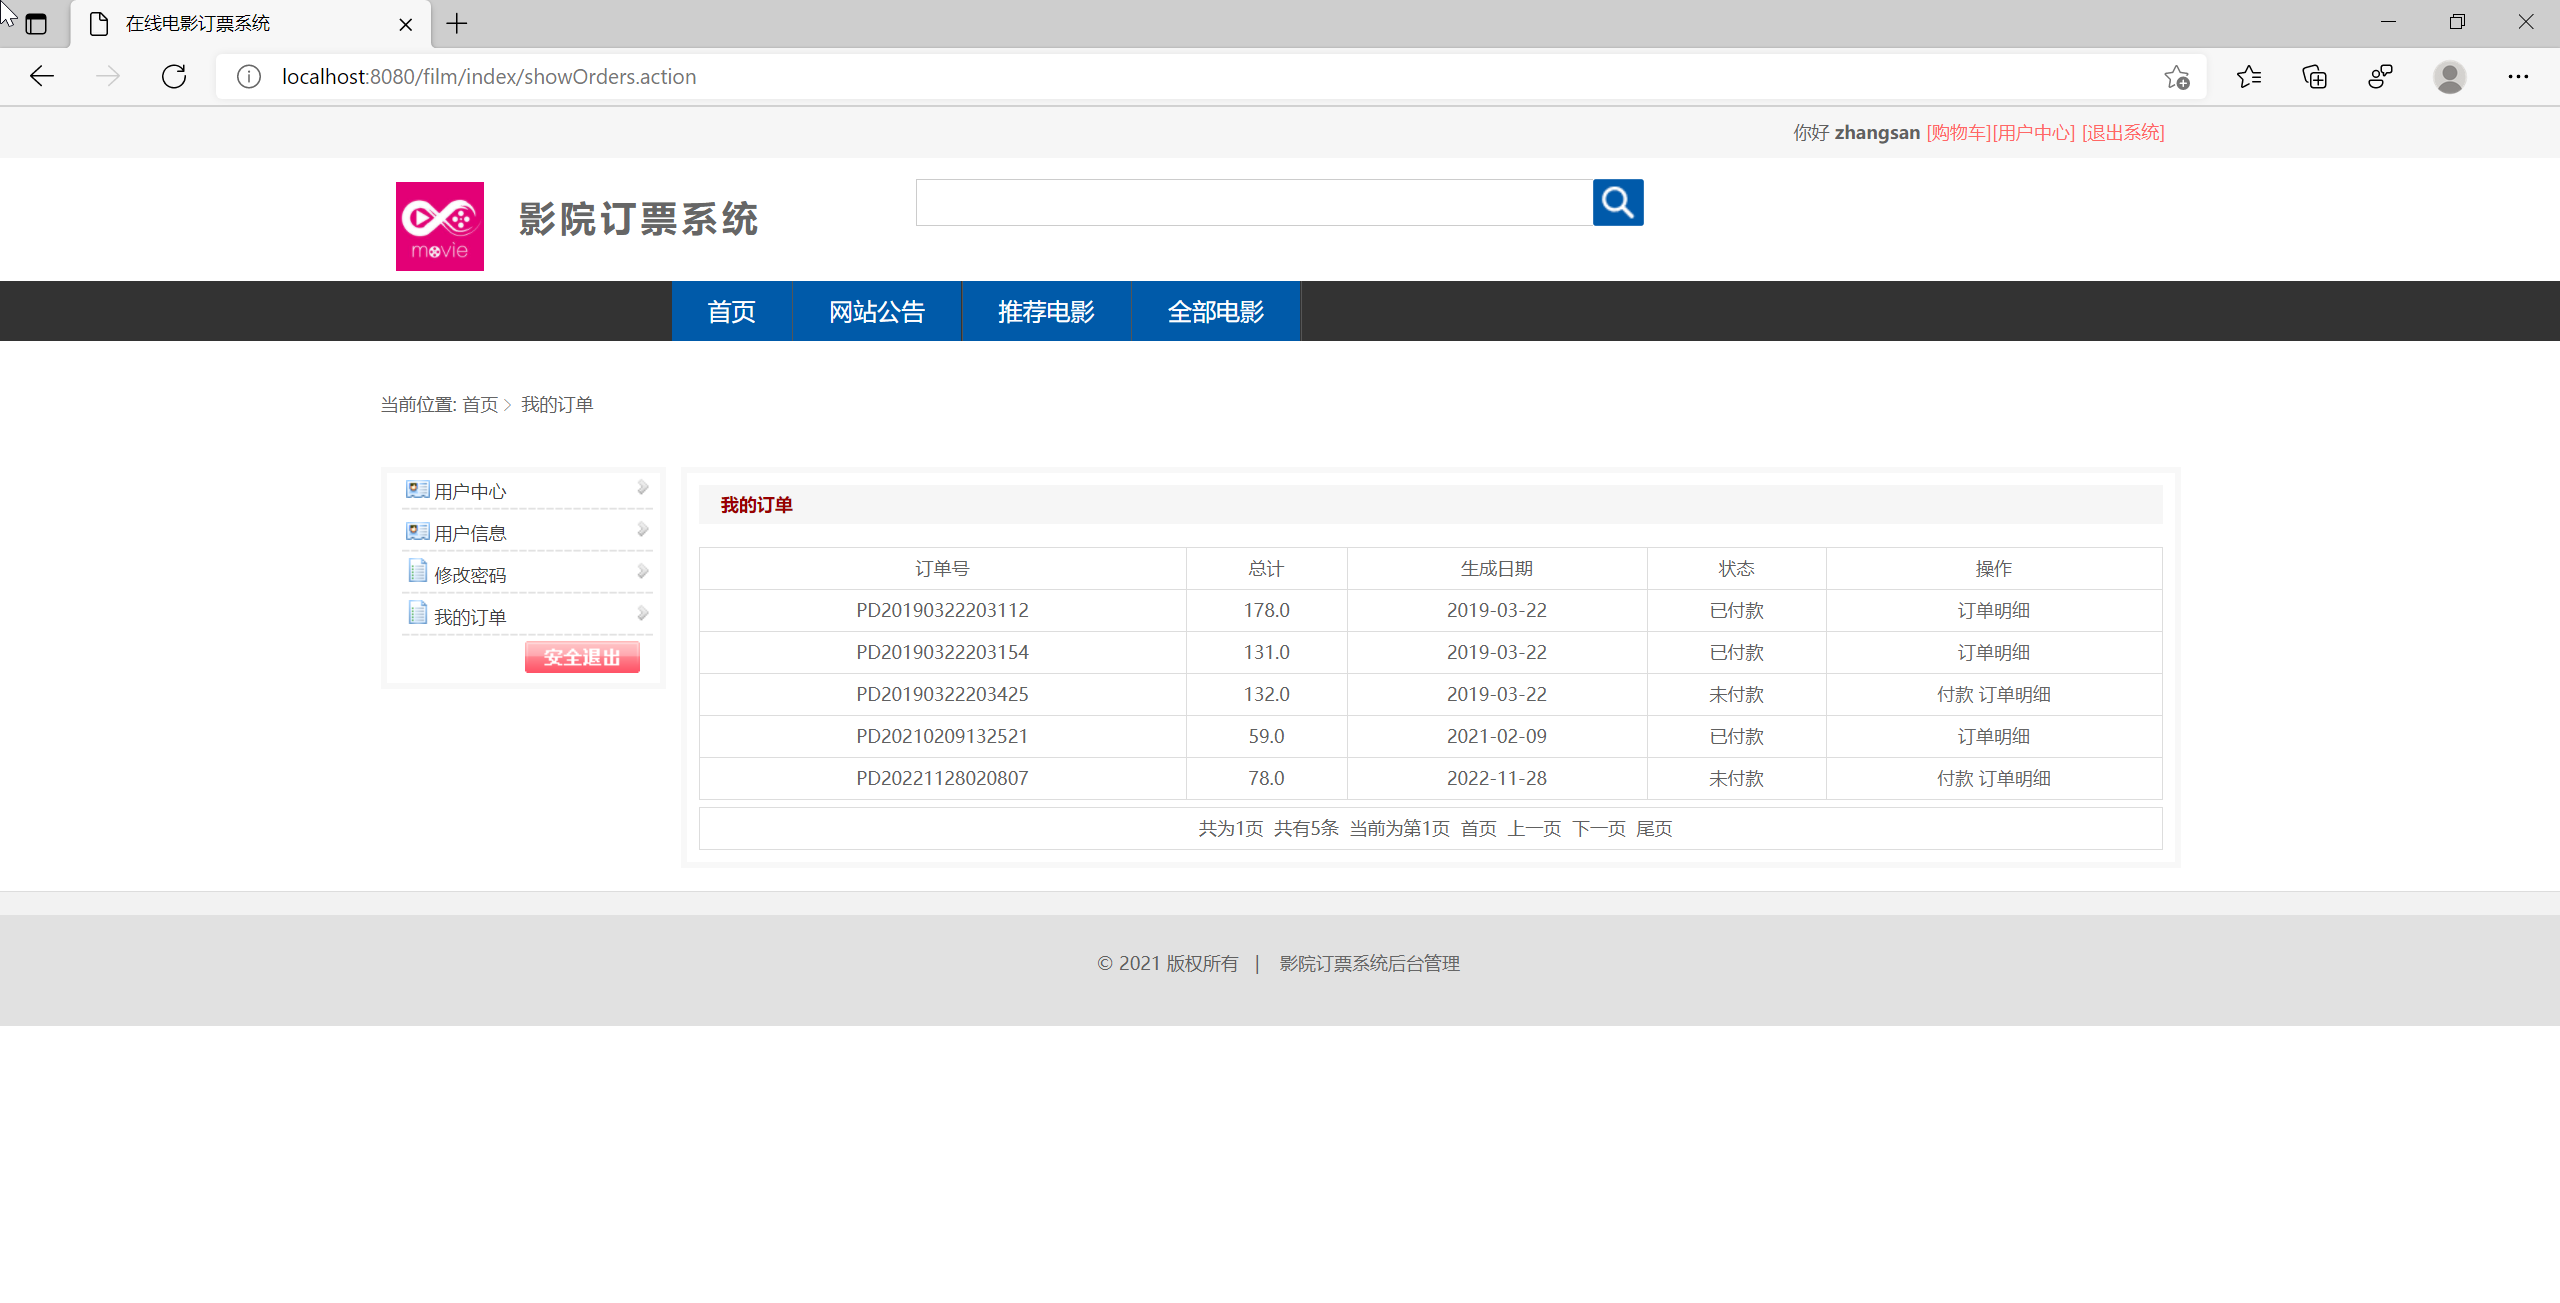 在线电影订票系统
localhost:8080/film/index/showOrders.action
你好 zhangsan [购物车][用户中心] [退出系统]
movie
影院订票系统
首页 网站公告 推荐电影 全部电影
当前位置: 首页 > 我的订单
用户中心
用户信息
修改密码
我的订单
安全退出
我的订单
订单号 总计 生成日期 状态 操作
PD20190322203112 178.0 2019-03-22 已付款 订单明细
PD20190322203154 131.0 2019-03-22 已付款 订单明细
PD20190322203425 132.0 2019-03-22 未付款 付款 订单明细
PD20210209132521 59.0 2021-02-09 已付款 订单明细
PD20221128020807 78.0 2022-11-28 未付款 付款 订单明细
共为1页 共有5条 当前为第1页 首页 上一页 下一页 尾页
© 2021 版权所有 | 影院订票系统后台管理